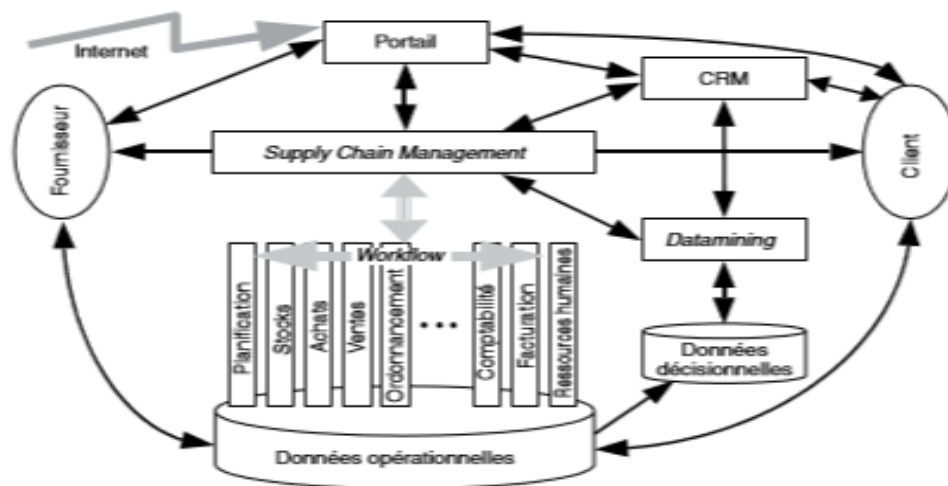 Internet
Portail
CRM
Fournisseur
Supply Chain Management
Client
Workflow
Datamining
Planification
Stocks
Achats
Ventes
Ordonnancement
...
Comptabilité
Facturation
Ressources humaines
Données
décisionnelles
Données opérationnelles